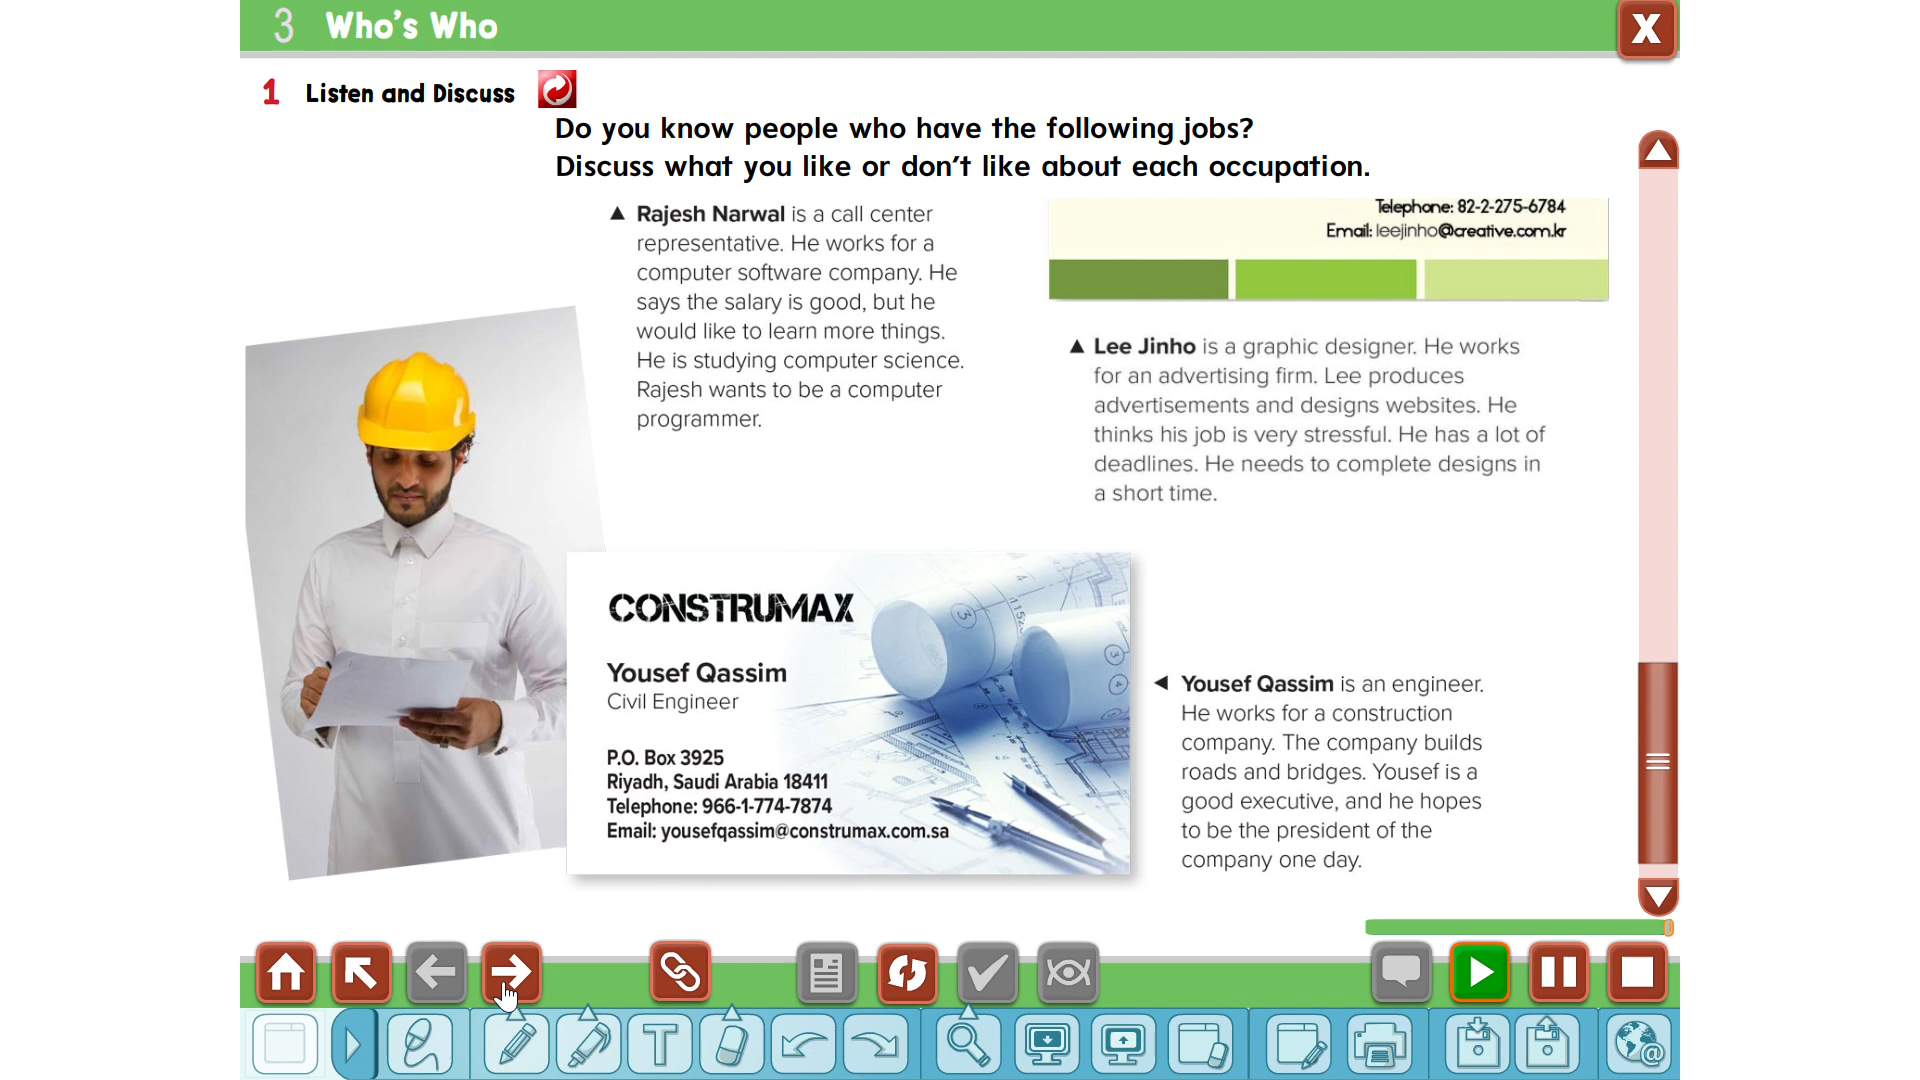 3 Who's Who
X
1 Listen and Discuss
Do you know people who have the following jobs?
Discuss what you like or don't like about each occupation.
▲ Rajesh Narwal is a call center
representative. He works for a
computer software company. He
says the salary is good, but he
would like to learn more things.
He is studying computer science.
Rajesh wants to be a computer
programmer.
Telephone: 82-2-275-6784
Email: leejinho@creative.com.kr
▲ Lee Jinho is a graphic designer. He works
for an advertising firm. Lee produces
advertisements and designs websites. He
thinks his job is very stressful. He has a lot of
deadlines. He needs to complete designs in
a short time.
CONSTRUMAX
Yousef Qassim
Civil Engineer
P.O. Box 3925
Riyadh, Saudi Arabia 18411
Telephone: 966-1-774-7874
Email: yousefqassim@construmax.com.sa
◄ Yousef Qassim is an engineer.
He works for a construction
company. The company builds
roads and bridges. Yousef is a
good executive, and he hopes
to be the president of the
company one day.
T
@